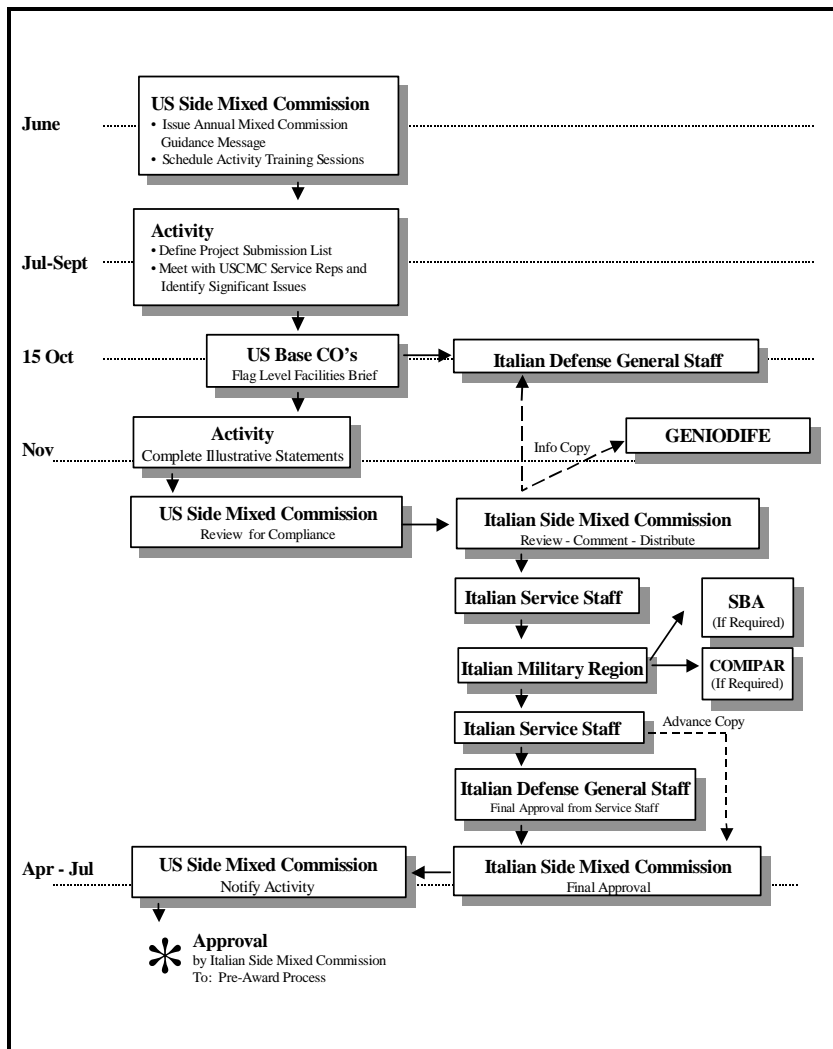 US Side Mixed Commission
June
• Issue Annual Mixed Commission
Guidance Message
• Schedule Activity Training Sessions
Activity
• Define Project Submission List
Jul-Sept
• Meet with USCMC Service Reps and
Identify Significant Issues
15 Oct
US Base CO's
Flag Level Facilities Brief
Italian Defense General Staff
Nov
Activity
Complete Illustrative Statements
Info Copy
GENIODIFE
US Side Mixed Commission
Review for Compliance
Italian Side Mixed Commission
Review - Comment - Distribute
Italian Service Staff
SBA
(If Required)
Italian Military Region
COMIPAR
(If Required)
Italian Service Staff
Advance Copy
Italian Defense General Staff
Final Approval from Service Staff
Apr - Jul
US Side Mixed Commission
Notify Activity
Italian Side Mixed Commission
Final Approval
* Approval
by Italian Side Mixed Commission
To: Pre-Award Process